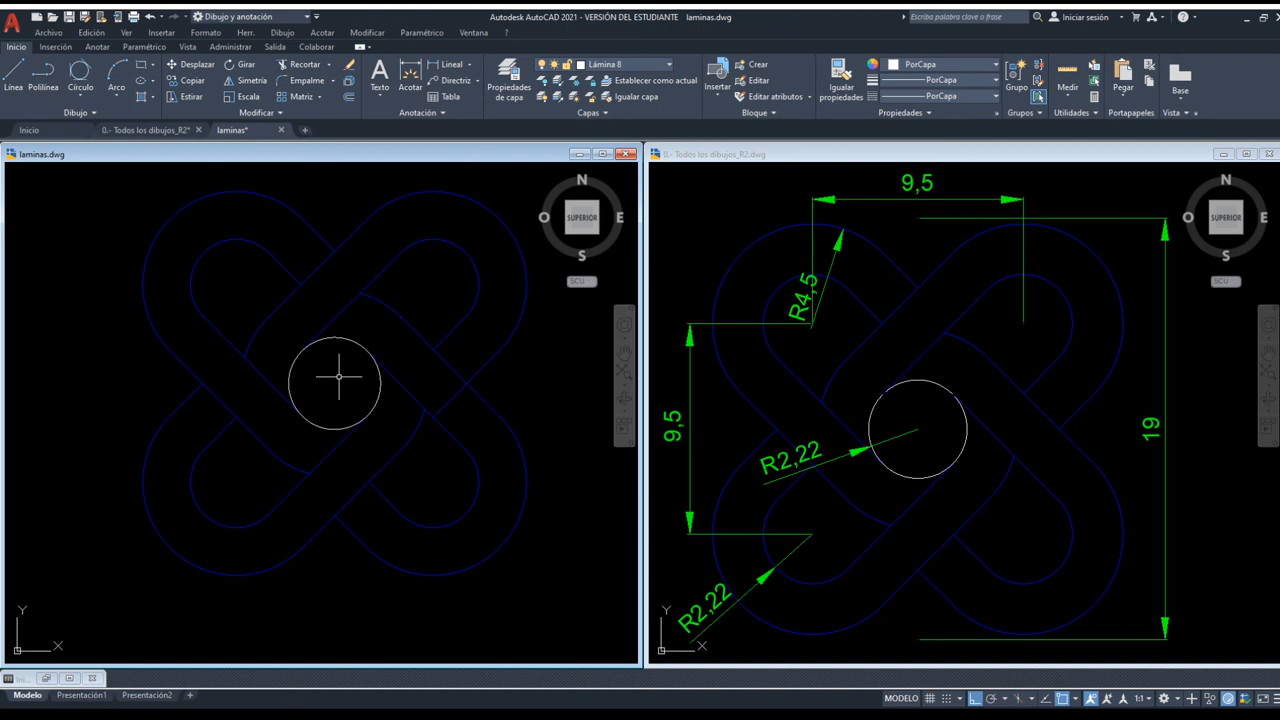 Dibujo y anotación
Autodesk AutoCAD 2021 - VERSIÓN DEL ESTUDIANTE laminas.dwg
Escriba palabra clave o frase
Iniciar sesión
Archivo Edición Ver Insertar Formato Herr. Dibujo Acotar Modificar Paramétrico Ventana ?
Inicio Inserción Anotar Paramétrico Vista Administrar Salida Colaborar
Línea Polilínea Círculo Arco
Desplazar Girar Recortar
Copiar Simetría Empalme
Estirar Escala Matriz
Texto Acotar
Lineal
Directriz
Tabla
Propiedades de capa
Lámina 8
Establecer como actual
Igualar capa
Insertar
Crear
Editar
Editar atributos
Igualar propiedades
PorCapa
PorCapa
PorCapa
Grupo Medir Pegar Base
Dibujo Modificar Anotación Capas Bloque Propiedades Grupos Utilidades Portapapeles Vista
Inicio 0.- Todos los dibujos_R2* laminas*
laminas.dwg
0.- Todos los dibujos_R2.dwg
N
O SUPERIOR E
S
SCU
N
O SUPERIOR E
S
SCU
9,5
R4,5
9,5
19
R2,22
R2,22
Y
X
Y
X
Ini...
Modelo Presentación1 Presentación2 +
MODELO
1:1